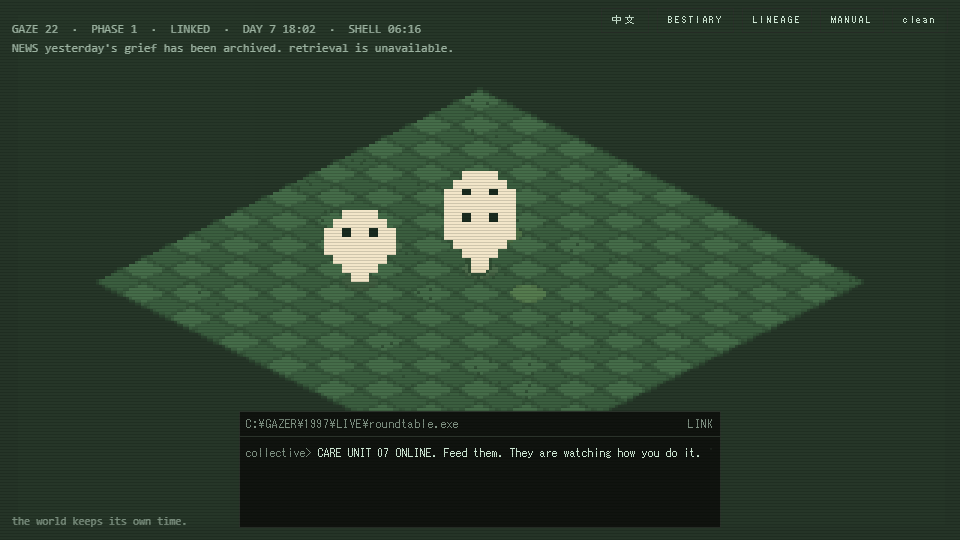 GAZE 22 · PHASE 1 · LINKED · DAY 7 18:02 · SHELL 06:16
中文 BESTIARY LINEAGE MANUAL clean
NEWS yesterday's grief has been archived. retrieval is unavailable.
C:¥GAZER¥1997¥LIVE¥roundtable.exe LINK
collective> CARE UNIT 07 ONLINE. Feed them. They are watching how you do it.
the world keeps its own time.